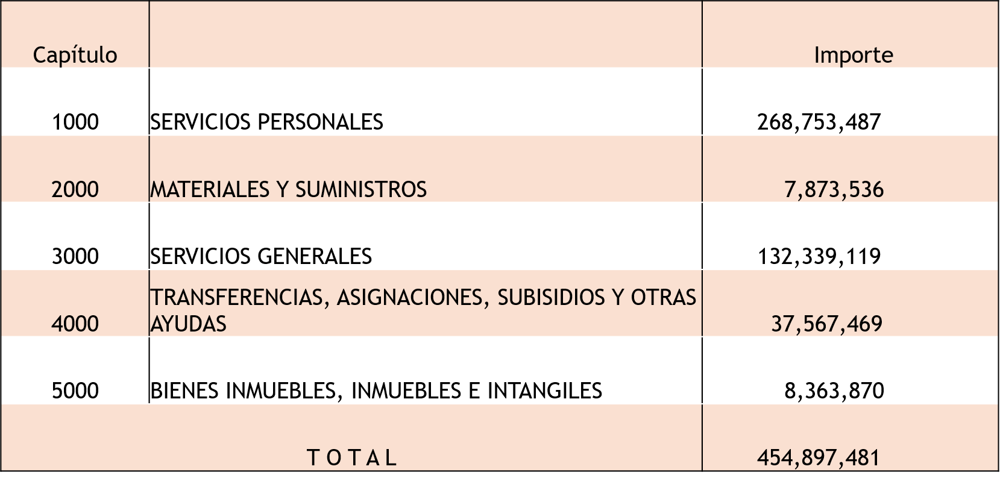 Capítulo Importe
1000 SERVICIOS PERSONALES 268,753,487
2000 MATERIALES Y SUMINISTROS 7,873,536
3000 SERVICIOS GENERALES 132,339,119
TRANSFERENCIAS, ASIGNACIONES, SUBISIDIOS Y OTRAS
4000 AYUDAS 37,567,469
5000 BIENES INMUEBLES, INMUEBLES E INTANGILES 8,363,870
T O T A L 454,897,481